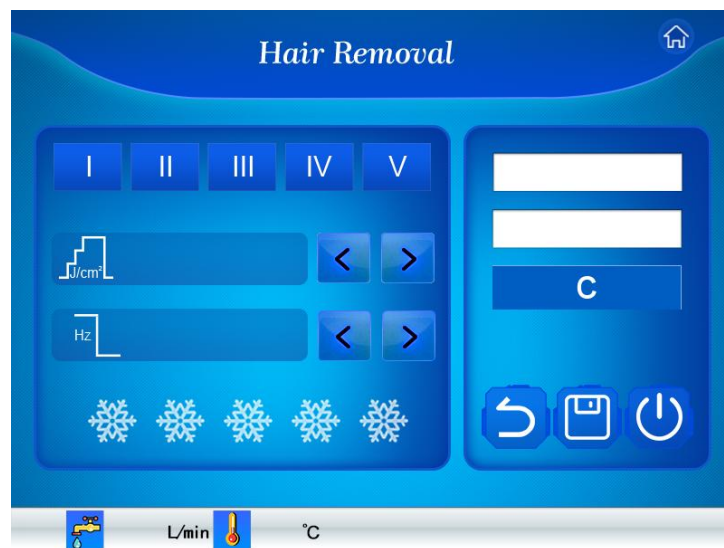 Hair Removal
I II III IV V
J/cm²
< >
C
Hz
< >
L/min °C